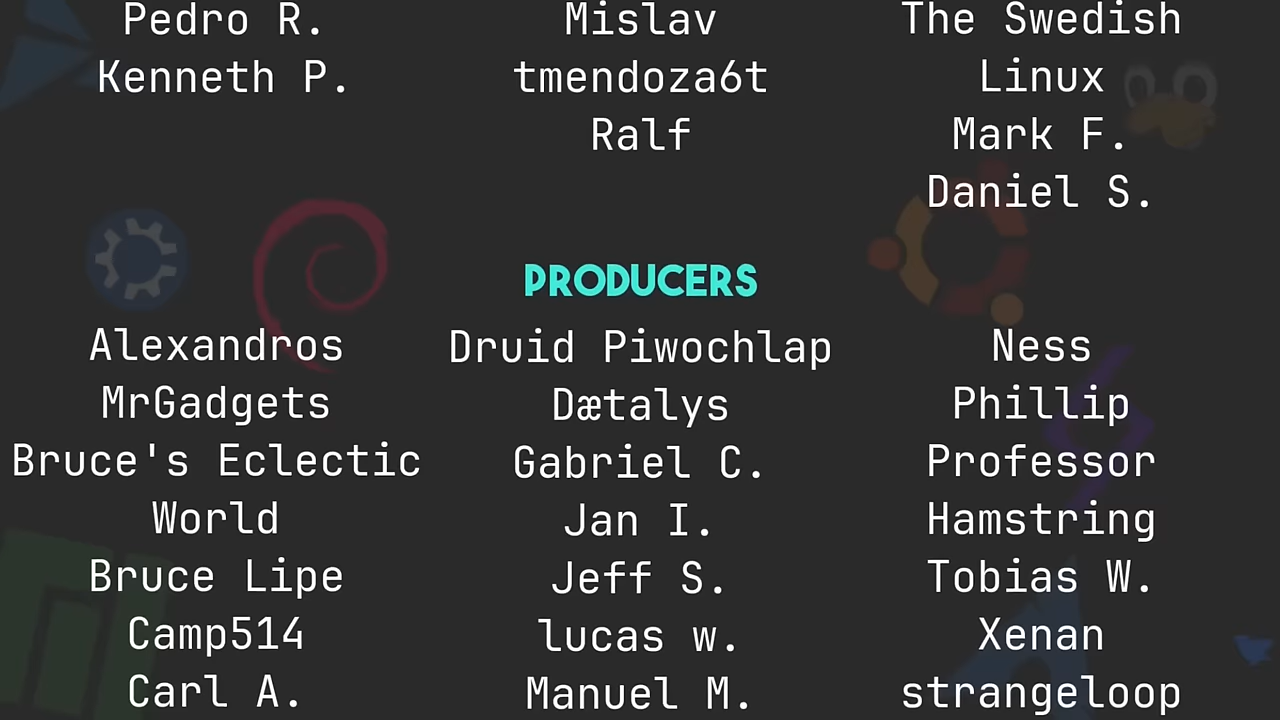 Pedro R.
Kenneth P.
Mislav
tmendoza6t
Ralf
The Swedish
Linux
Mark F.
Daniel S.
PRODUCERS
Alexandros
MrGadgets
Bruce's Eclectic
World
Bruce Lipe
Camp514
Carl A.
Druid Piwochlap
Dætalys
Gabriel C.
Jan I.
Jeff S.
lucas w.
Manuel M.
Ness
Phillip
Professor
Hamstring
Tobias W.
Xenan
strangeloop